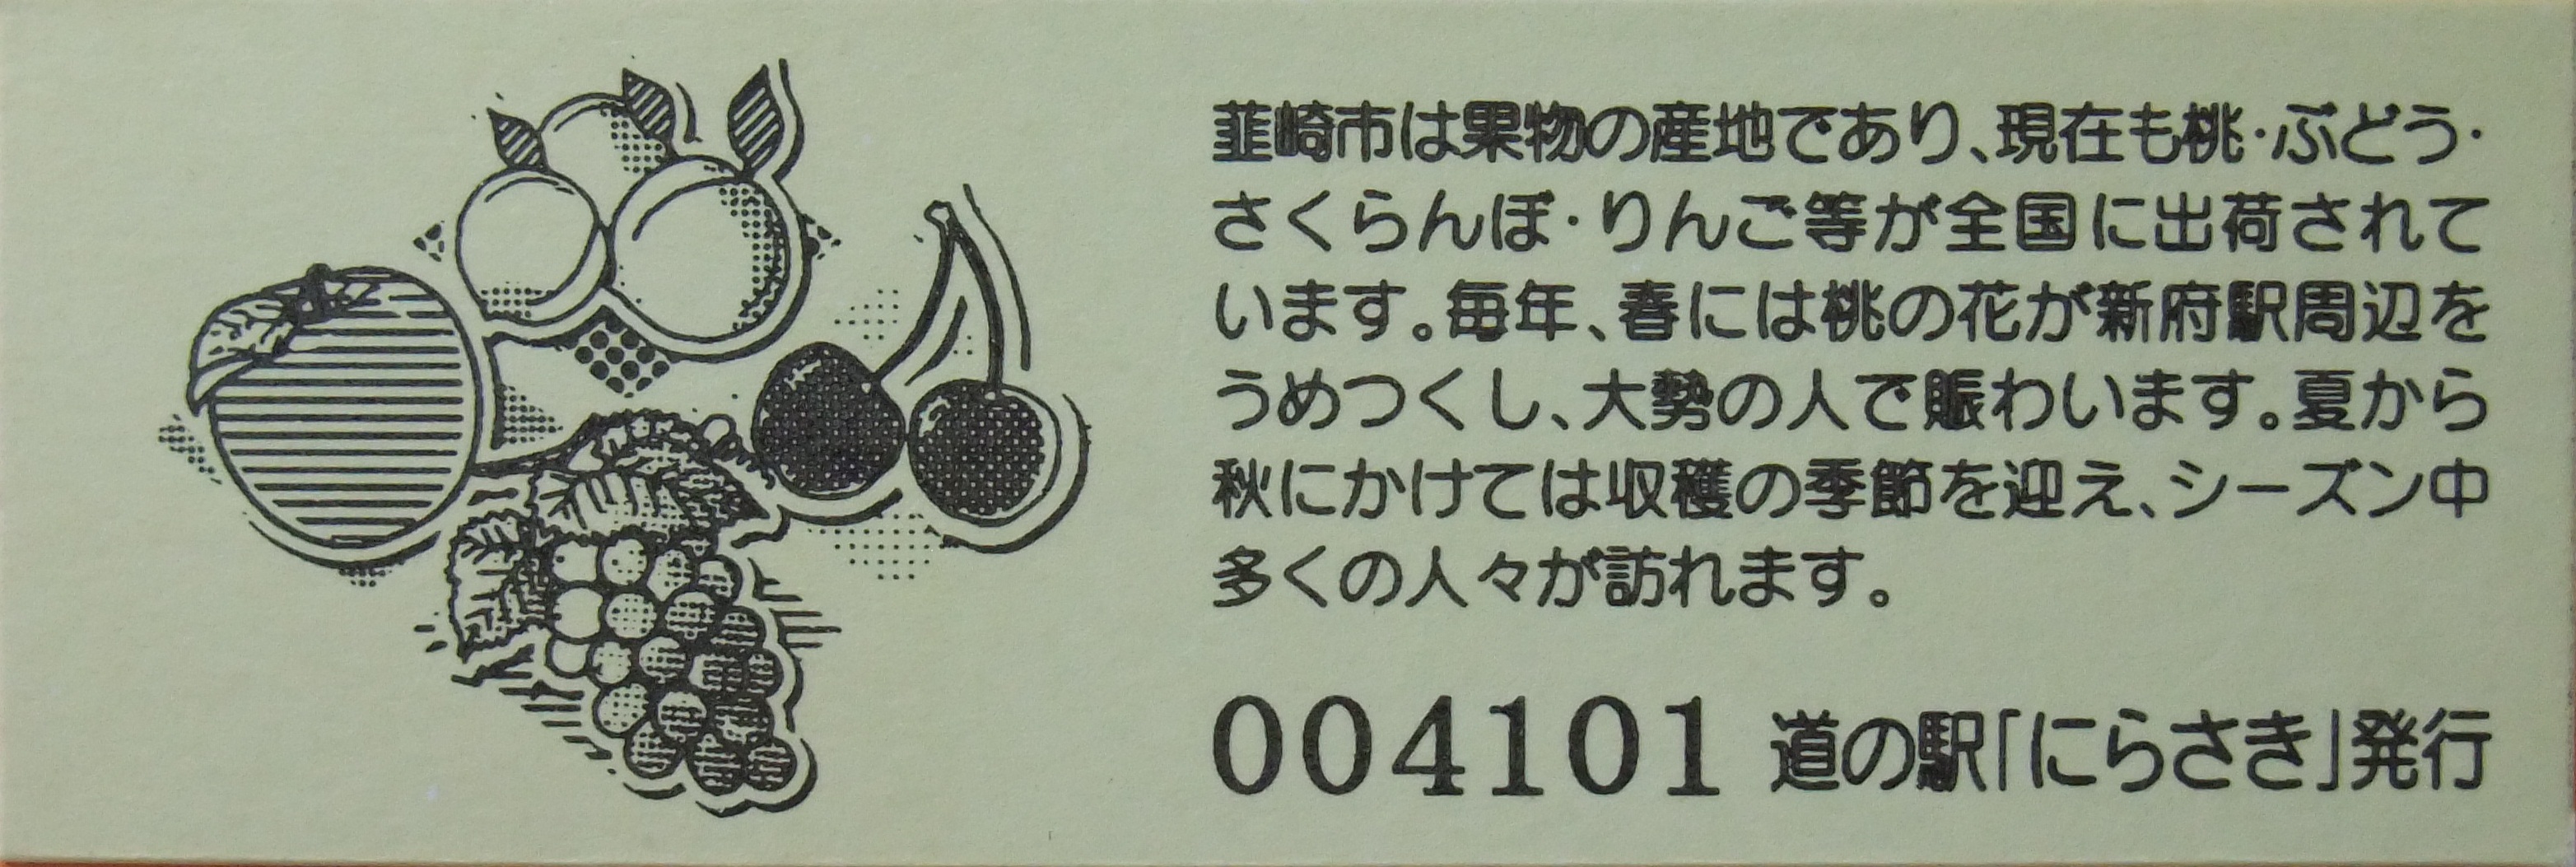 韮崎市は果物の産地であり、現在も桃・ぶどう・
さくらんぼ・りんご等が全国に出荷されて
います。毎年、春には桃の花が新府駅周辺を
うめつくし、大勢の人で賑わいます。夏から
秋にかけては収穫の季節を迎え、シーズン中
多くの人々が訪れます。
004101 道の駅「にらさき」発行